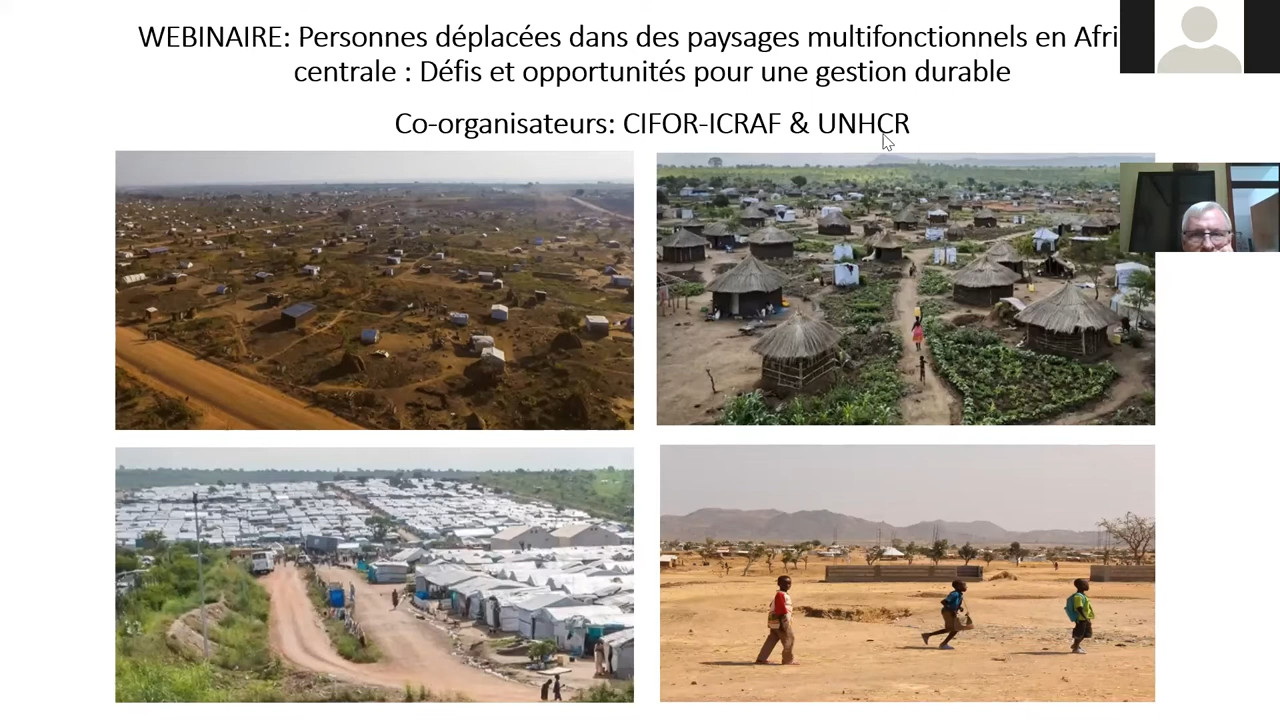 WEBINAIRE: Personnes déplacées dans des paysages multifonctionnels en Afri
centrale : Défis et opportunités pour une gestion durable
Co-organisateurs: CIFOR-ICRAF & UNHCR